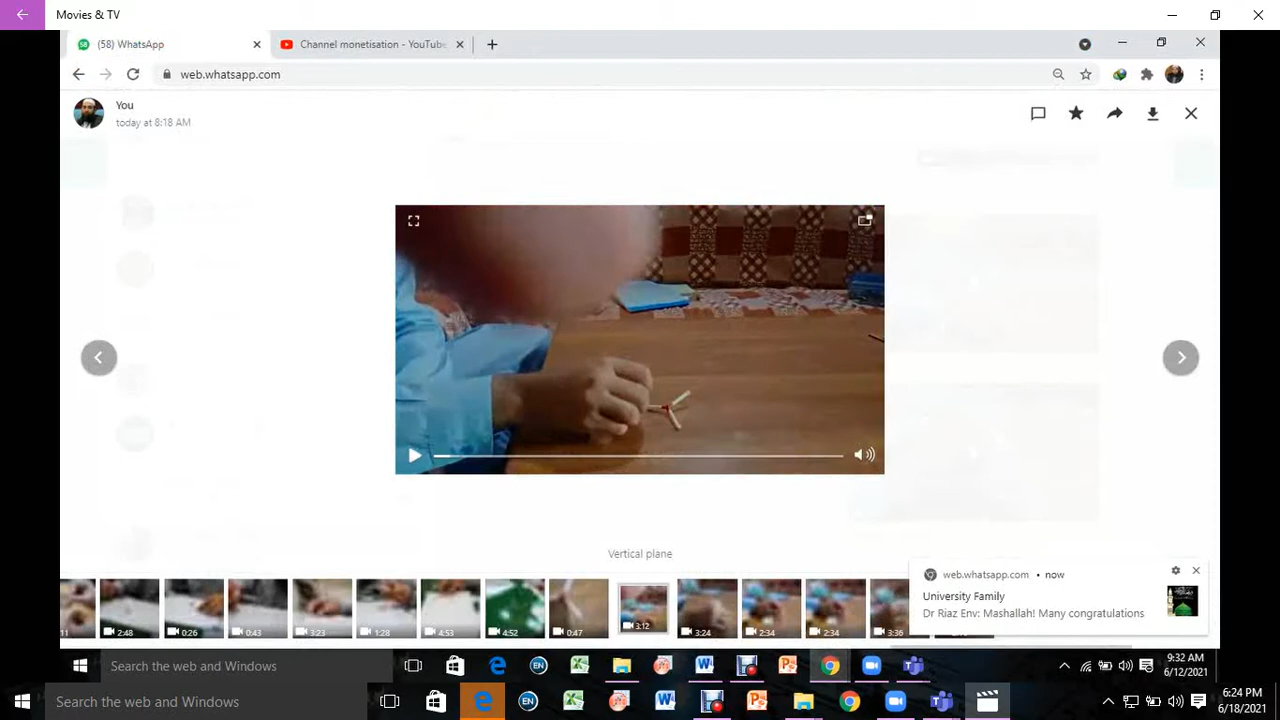 Movies & TV
(58) WhatsApp
Channel monetisation - YouTube
web.whatsapp.com
You
today at 8:18 AM
Vertical plane
web.whatsapp.com • now
University Family
Dr Riaz Env: Mashallah! Many congratulations
11
2:48
0:26
0:43
3:23
1:28
4:53
4:52
0:47
3:12
3:24
2:34
2:34
3:36
Search the web and Windows
EN
9:32 AM
6/12/2021
Search the web and Windows
EN
6:24 PM
6/18/2021